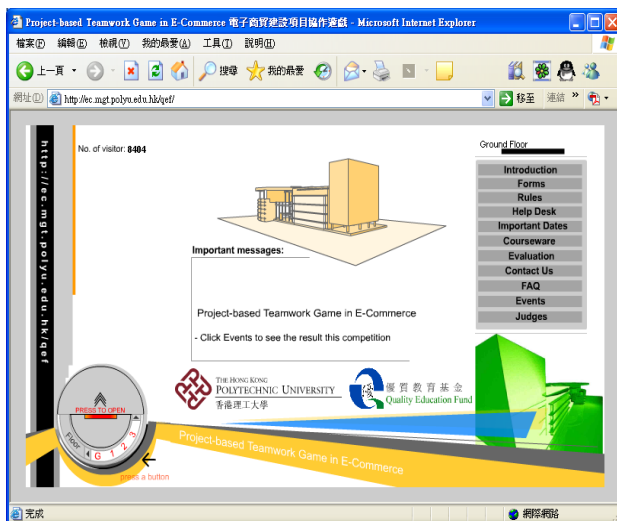 Project-based Teamwork Game in E-Commerce 電子商貿建設項目協作遊戲 - Microsoft Internet Explorer
檔案(F) 編輯(E) 檢視(V) 我的最愛(A) 工具(T) 說明(H)
上一頁 搜尋 我的最愛
網址(D) http://ec.mgt.polyu.edu.hk/qef/ 移至 連結 »
http://ec.mgt.polyu.edu.hk/qef
No. of visitor: 8404
Ground Floor
Introduction
Forms
Rules
Help Desk
Important Dates
Courseware
Evaluation
Contact Us
FAQ
Events
Judges
Important messages:
Project-based Teamwork Game in E-Commerce
- Click Events to see the result this competition
THE HONG KONG
POLYTECHNIC UNIVERSITY
香港理工大學
優
優質教育基金
Quality Education Fund
PRESS TO OPEN
Floor G 1 2 3
press a button
Project-based Teamwork Game in E-Commerce
完成 網際網路